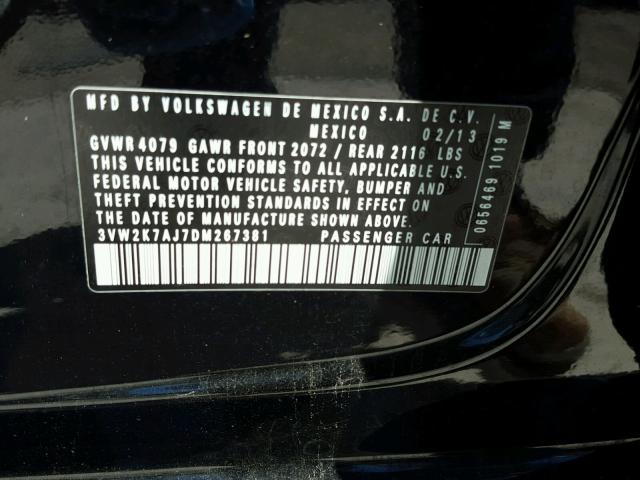 MFD BY VOLKSWAGEN DE MEXICO S.A. DE C.V.
MEXICO 02/13
GVWR 4079 GAWR FRONT 2072 / REAR 2116 LBS
THIS VEHICLE CONFORMS TO ALL APPLICABLE U.S.
FEDERAL MOTOR VEHICLE SAFETY, BUMPER AND
THEFT PREVENTION STANDARDS IN EFFECT ON
THE DATE OF MANUFACTURE SHOWN ABOVE.
3VW2K7AJ7DM267381 PASSENGER CAR
0656469 1019 M